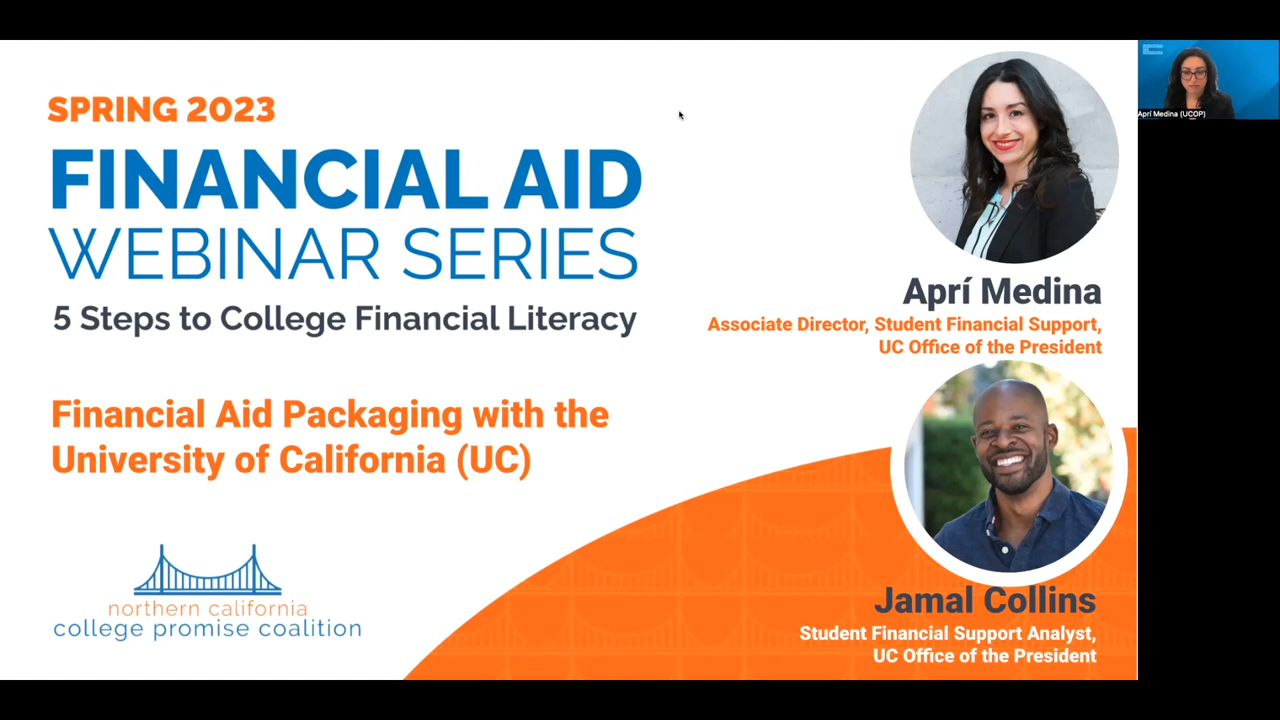 SPRING 2023
FINANCIAL AID
WEBINAR SERIES
5 Steps to College Financial Literacy
Financial Aid Packaging with the
University of California (UC)
northern california
college promise coalition
Aprí Medina
Associate Director, Student Financial Support,
UC Office of the President
Jamal Collins
Student Financial Support Analyst,
UC Office of the President
Aprí Medina (UCOP)